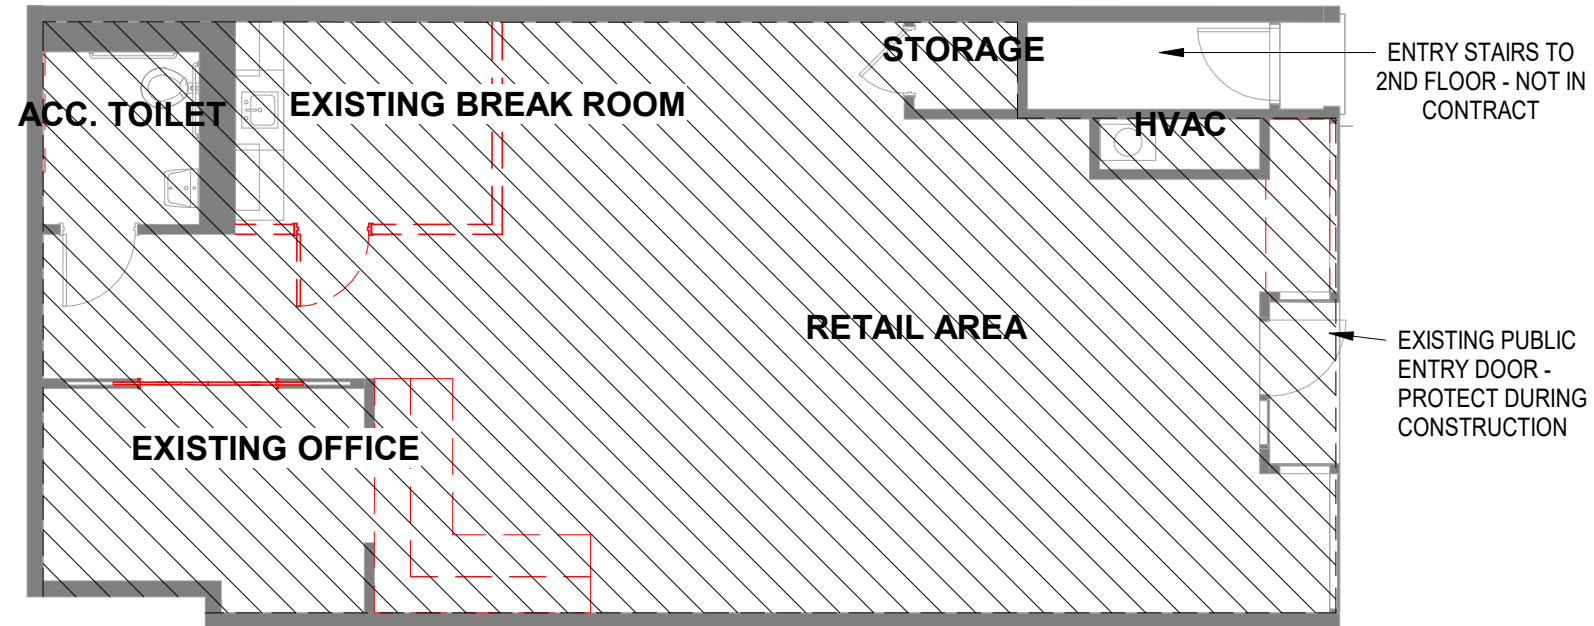 STORAGE
ENTRY STAIRS TO
2ND FLOOR - NOT IN
CONTRACT
ACC. TOILET
EXISTING BREAK ROOM
HVAC
RETAIL AREA
EXISTING PUBLIC
ENTRY DOOR -
PROTECT DURING
CONSTRUCTION
EXISTING OFFICE